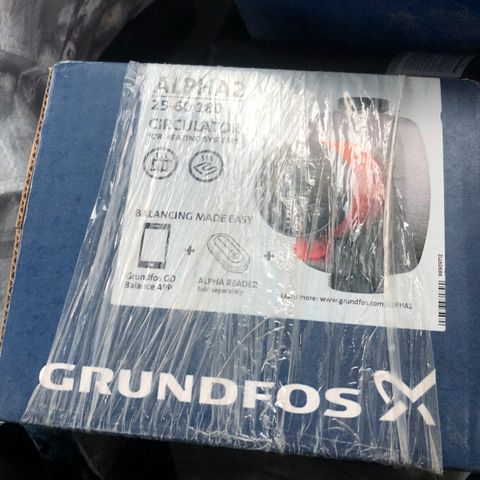 ALPHA2
25-60 180
CIRCULATOR
FOR HEATING SYSTEMS
BALANCING MADE EASY
+ +
Grundfos GO
Balance APP
ALPHA READER
Sold separately
Learn more: www.grundfos.com/ALPHA2
GRUNDFOS